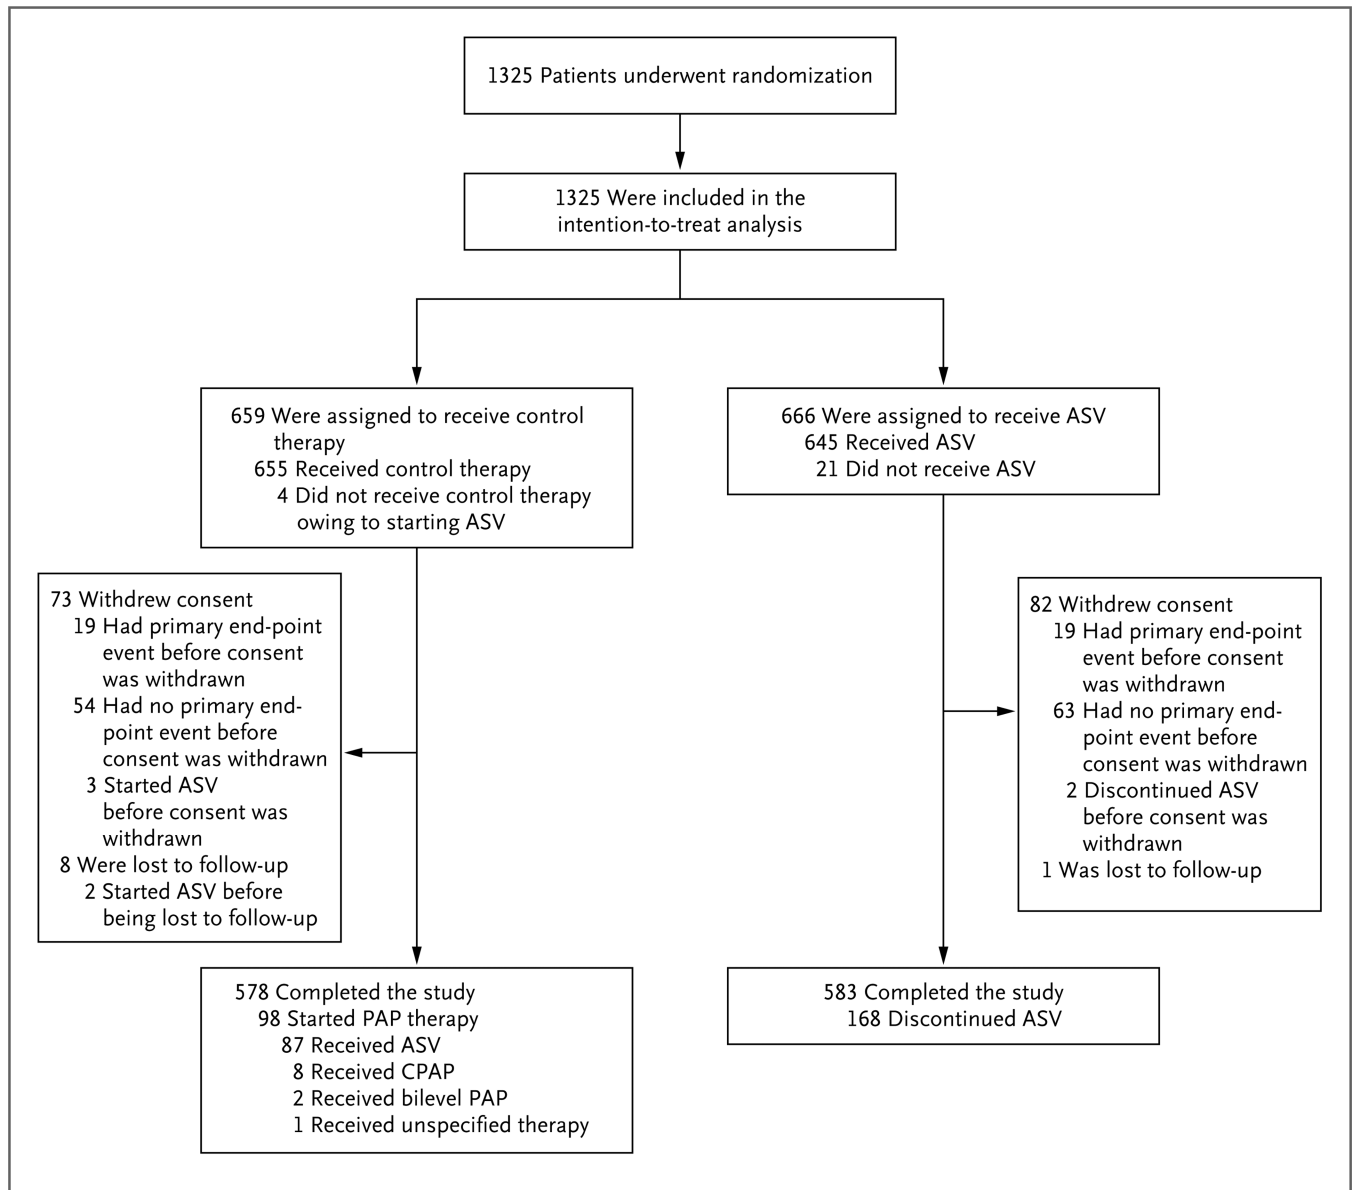 1325 Patients underwent randomization
1325 Were included in the
intention-to-treat analysis
659 Were assigned to receive control
therapy
655 Received control therapy
4 Did not receive control therapy
owing to starting ASV
666 Were assigned to receive ASV
645 Received ASV
21 Did not receive ASV
73 Withdrew consent
19 Had primary end-point
event before consent
was withdrawn
54 Had no primary end-
point event before
consent was withdrawn
3 Started ASV
before consent was
withdrawn
8 Were lost to follow-up
2 Started ASV before
being lost to follow-up
82 Withdrew consent
19 Had primary end-point
event before consent
was withdrawn
63 Had no primary end-
point event before
consent was withdrawn
2 Discontinued ASV
before consent was
withdrawn
1 Was lost to follow-up
578 Completed the study
98 Started PAP therapy
87 Received ASV
8 Received CPAP
2 Received bilevel PAP
1 Received unspecified therapy
583 Completed the study
168 Discontinued ASV